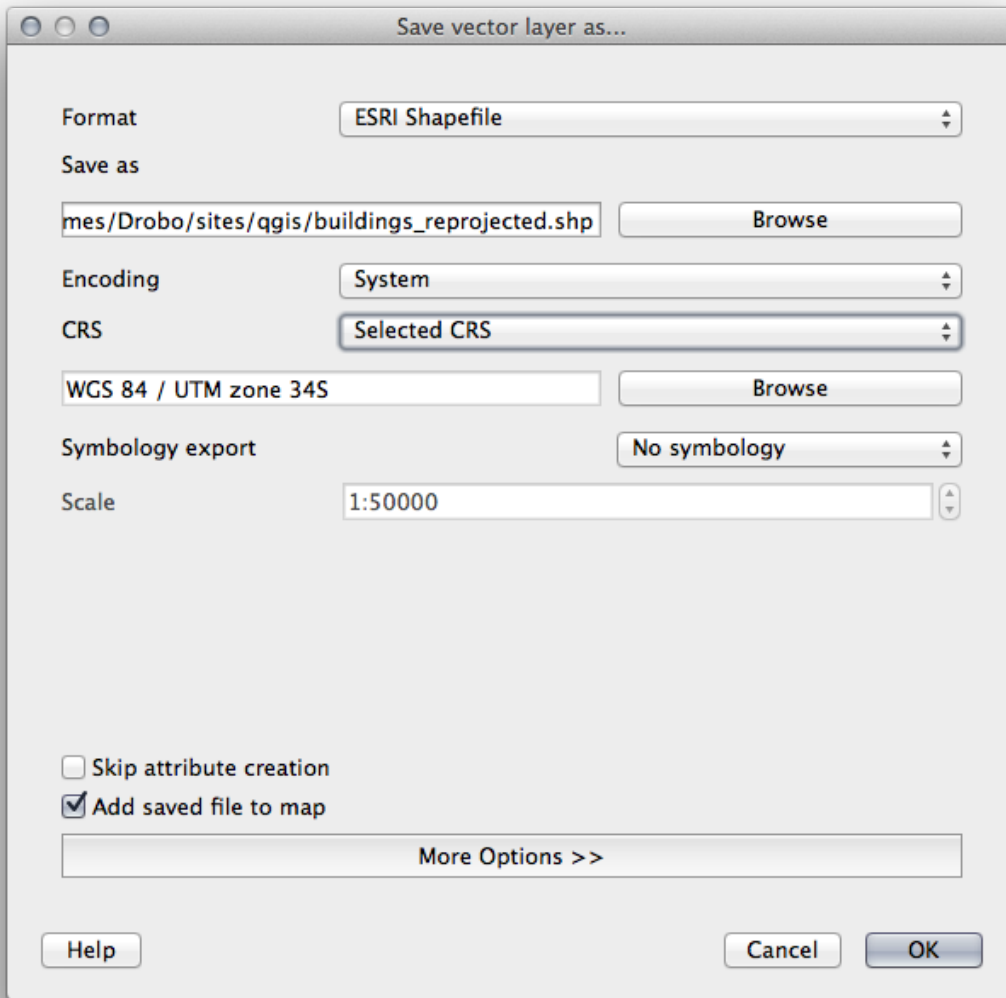 Save vector layer as...
Format ESRI Shapefile
Save as
mes/Drobo/sites/qgis/buildings_reprojected.shp Browse
Encoding System
CRS Selected CRS
WGS 84 / UTM zone 34S Browse
Symbology export No symbology
Scale 1:50000
Skip attribute creation
Add saved file to map
More Options >>
Help Cancel OK